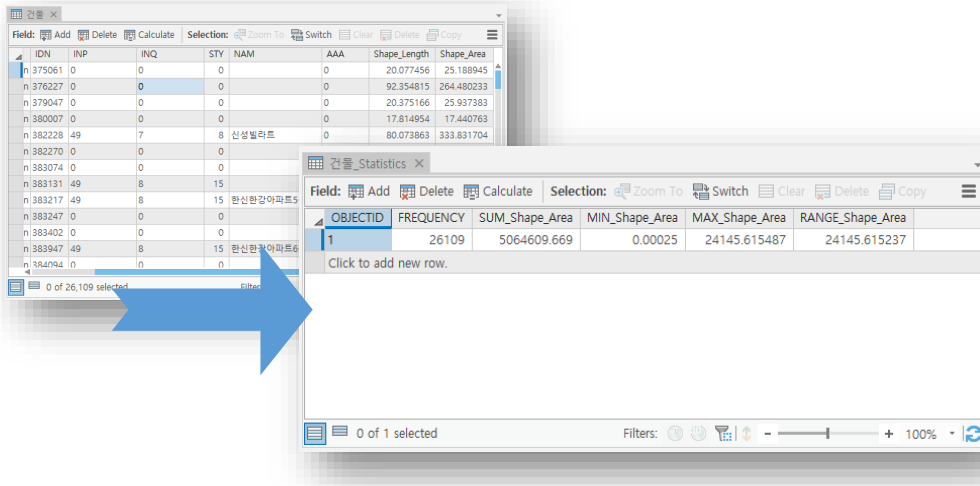 건물
Field: Add Delete Calculate Selection: Zoom To Switch Clear Delete Copy
IDN INP INQ STY NAM AAA Shape_Length Shape_Area
n 375061 0 0 0 0 20.077456 25.188945
n 376227 0 0 0 0 92.354815 264.480233
n 379047 0 0 0 0 20.375166 25.937383
n 380007 0 0 0 0 17.814954 17.440763
n 382228 49 7 8 신성빌라트 0 80.073863 333.831704
n 382270 0 0 0
n 383074 0 0 0
n 383131 49 8 15
n 383217 49 8 15 한신한강아파트5
n 383247 0 0 0
n 383402 0 0 0
n 383947 49 8 15 한신한강아파트6
n 384094 0 0 0
0 of 26,109 selected
건물_Statistics
Field: Add Delete Calculate Selection: Zoom To Switch Clear Delete Copy
OBJECTID FREQUENCY SUM_Shape_Area MIN_Shape_Area MAX_Shape_Area RANGE_Shape_Area
1 26109 5064609.669 0.00025 24145.615487 24145.615237
Click to add new row.
0 of 1 selected Filters: - + 100%